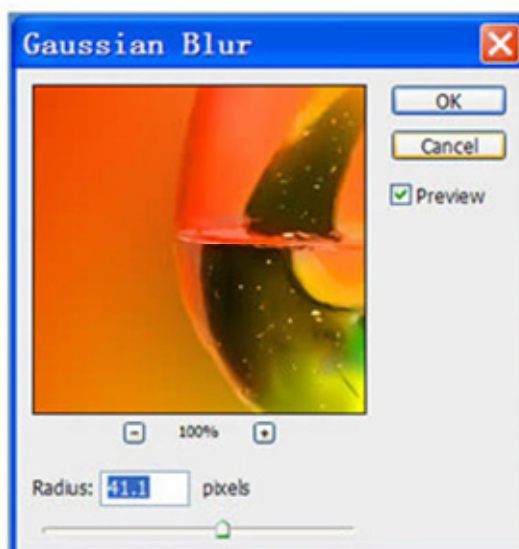 Gaussian Blur
OK
Cancel
Preview
100%
Radius: 41.1 pixels